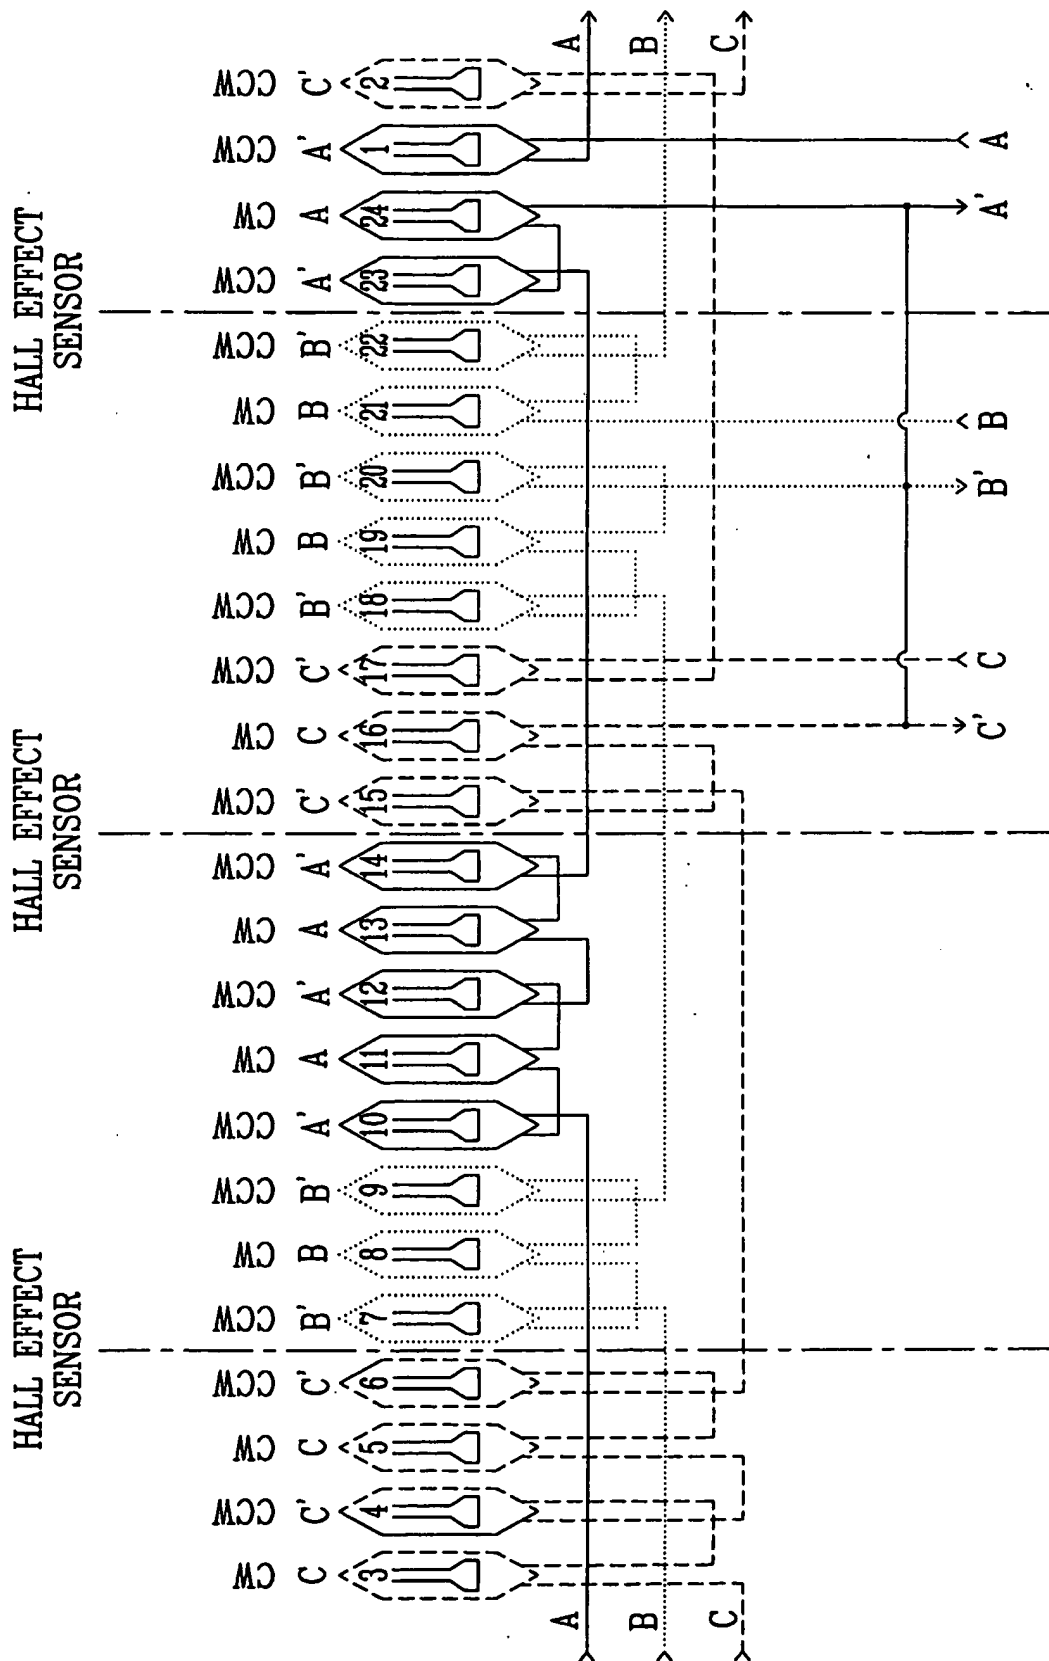 HALL EFFECT
SENSOR
HALL EFFECT
SENSOR
HALL EFFECT
SENSOR
CW CCW CW CCW CCW CW CCW CCW CW CCW CW CCW CCW CW CCW CCW CW CCW CW CCW CCW CW CCW CCW
C C' C C' B' B B' A' A A' A A' C' C C' B' B B' B B' A' A A' C'
3 4 5 6 7 8 9 10 11 12 13 14 15 16 17 18 19 20 21 22 23 24 1 2
A A
B B
C C
C' C B' B A' A